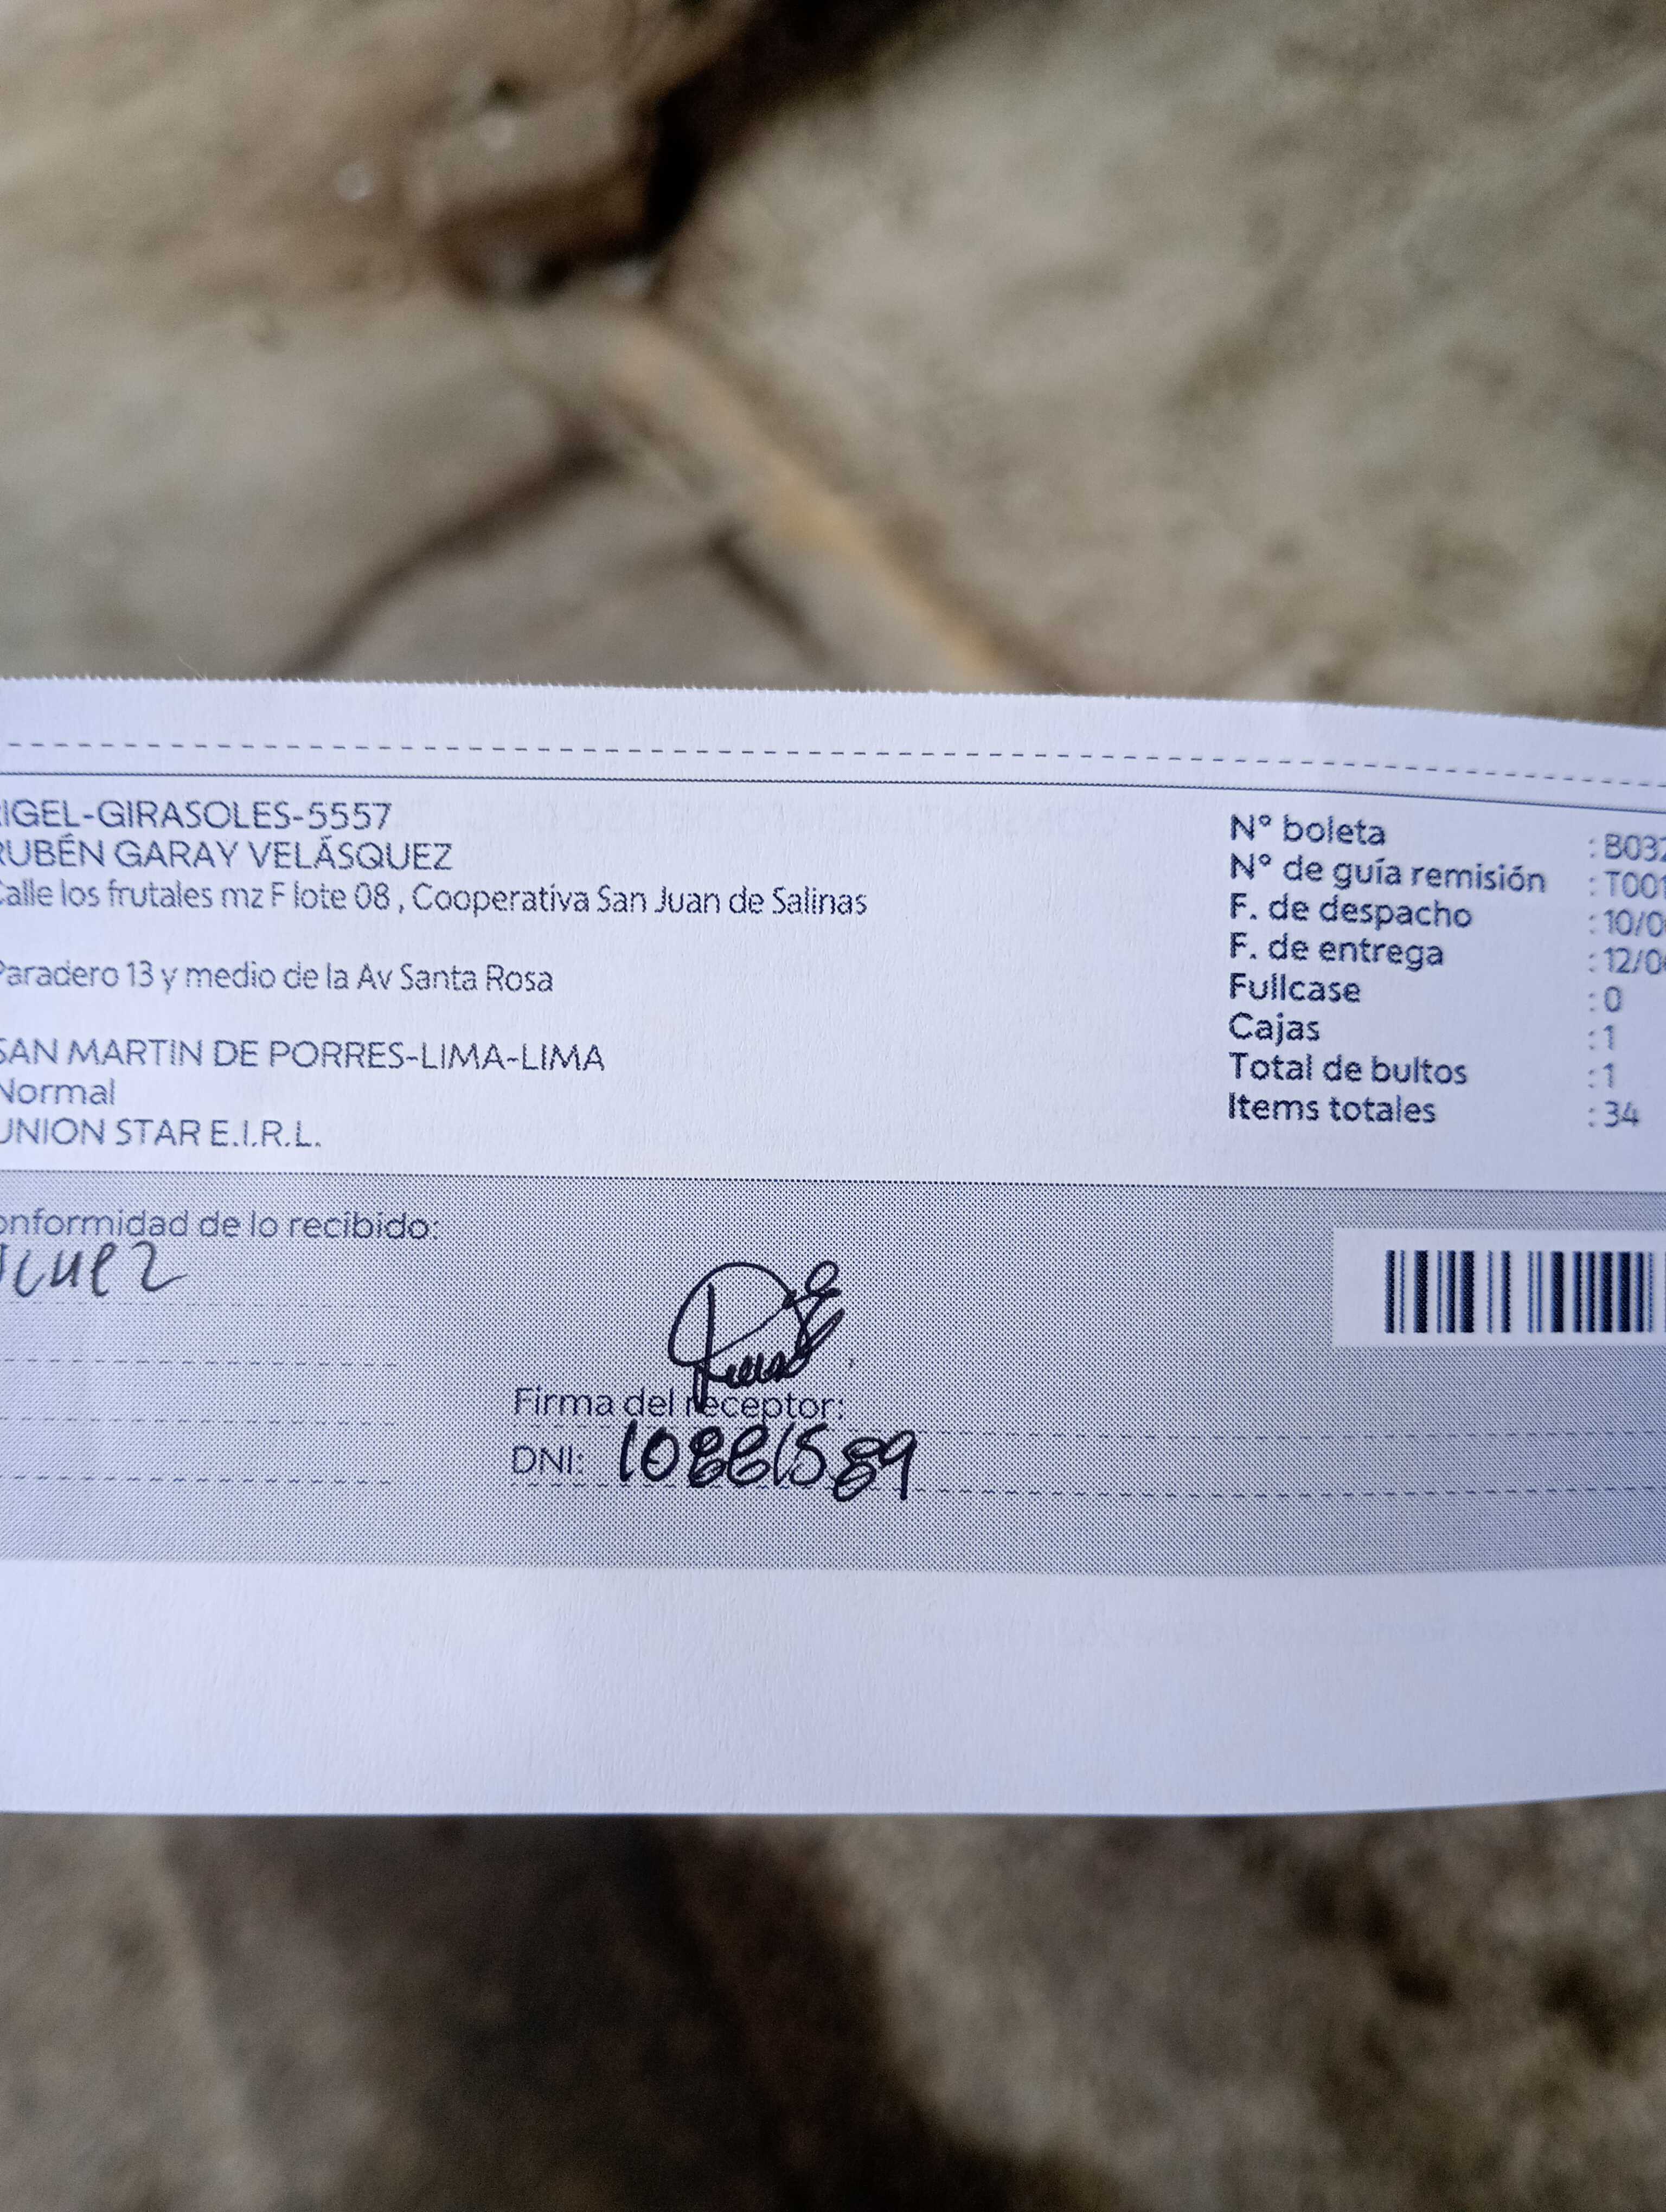 RIGEL-GIRASOLES-5557
RUBÉN GARAY VELÁSQUEZ
Calle los frutales mz F lote 08 , Cooperativa San Juan de Salinas
Paradero 13 y medio de la Av Santa Rosa
SAN MARTIN DE PORRES-LIMA-LIMA
Normal
UNION STAR E.I.R.L.
N° boleta : B032
N° de guía remisión : T001
F. de despacho : 10/0
F. de entrega : 12/0
Fullcase : 0
Cajas : 1
Total de bultos : 1
Items totales : 34
onformidad de lo recibido:
Firma del receptor:
DNI: 10881589